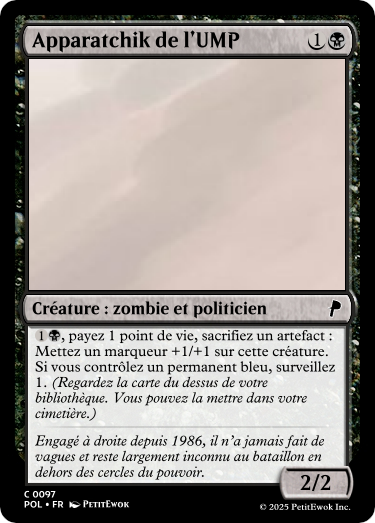 Apparatchik de l'UMP 1
Créature : zombie et politicien
1, payez 1 point de vie, sacrifiez un artefact :
Mettez un marqueur +1/+1 sur cette créature.
Si vous contrôlez un permanent bleu, surveillez
1. (Regardez la carte du dessus de votre
bibliothèque. Vous pouvez la mettre dans votre
cimetière.)
Engagé à droite depuis 1986, il n'a jamais fait de
vagues et reste largement inconnu au bataillon en
dehors des cercles du pouvoir.
2/2
C 0097
POL • FR PetitEwok
© 2025 PetitEwok Inc.